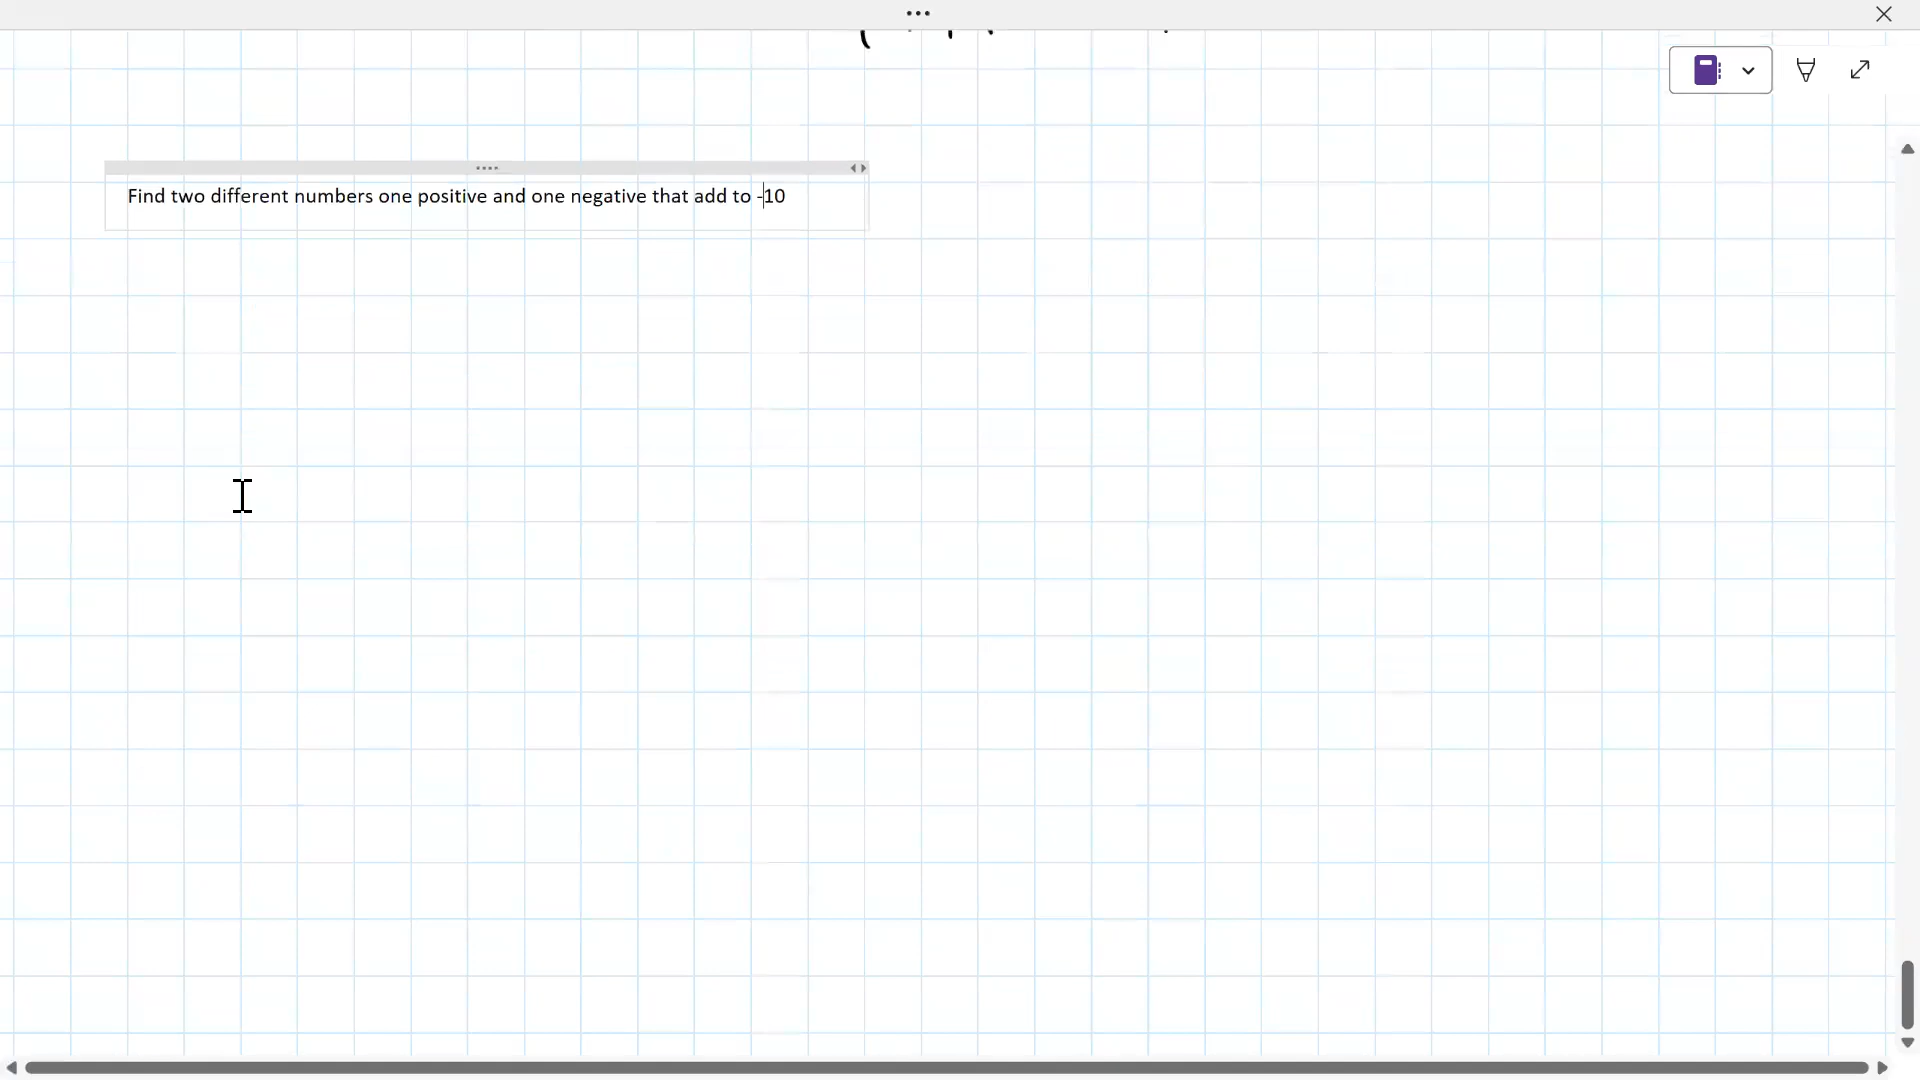 Find two different numbers one positive and one negative that add to -10